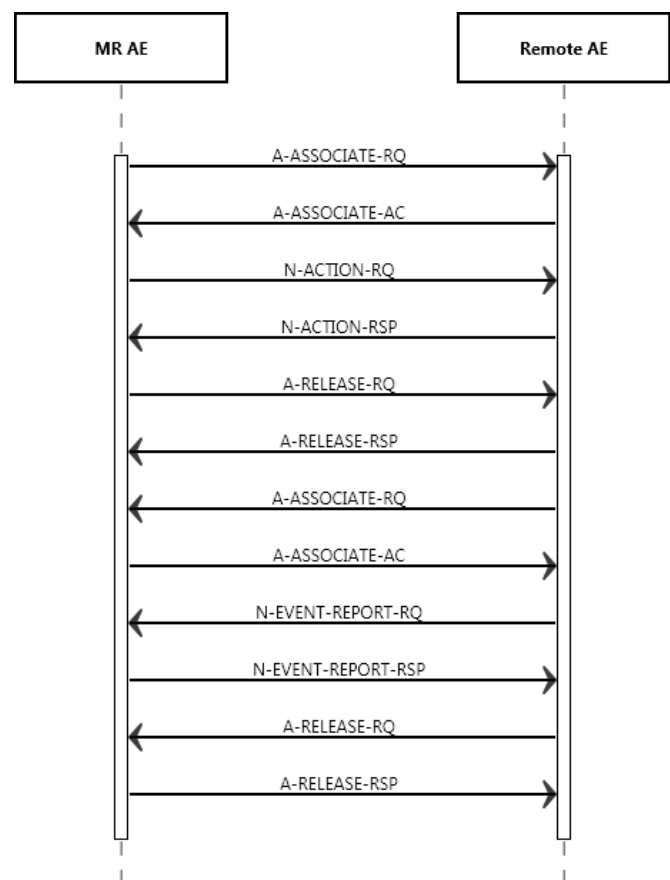 MR AE
Remote AE
A-ASSOCIATE-RQ
A-ASSOCIATE-AC
N-ACTION-RQ
N-ACTION-RSP
A-RELEASE-RQ
A-RELEASE-RSP
A-ASSOCIATE-RQ
A-ASSOCIATE-AC
N-EVENT-REPORT-RQ
N-EVENT-REPORT-RSP
A-RELEASE-RQ
A-RELEASE-RSP